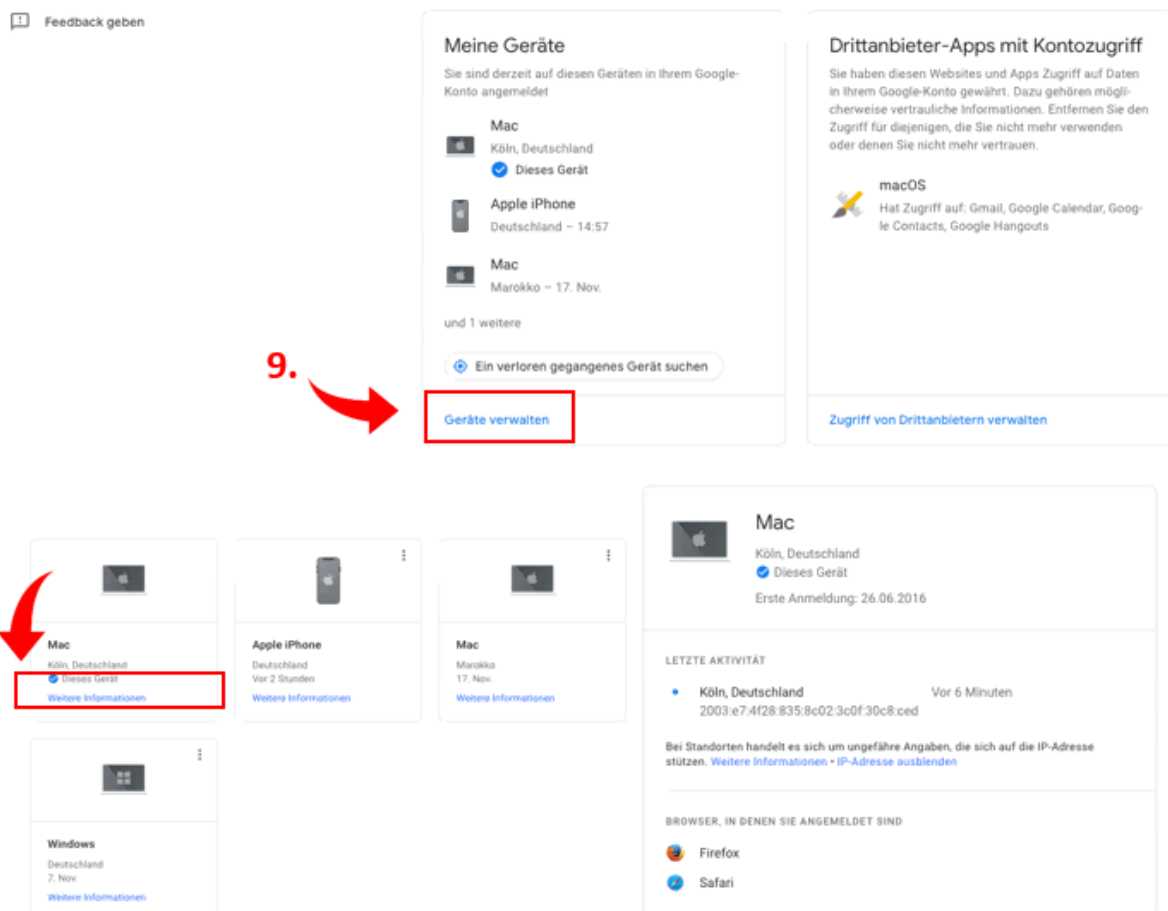 Feedback geben
Meine Geräte
Sie sind derzeit auf diesen Geräten in Ihrem Google-
Konto angemeldet
Mac
Köln, Deutschland
Dieses Gerät
Apple iPhone
Deutschland – 14:57
Mac
Marokko – 17. Nov.
und 1 weitere
Ein verloren gegangenes Gerät suchen
Geräte verwalten
Drittanbieter-Apps mit Kontozugriff
Sie haben diesen Websites und Apps Zugriff auf Daten
in Ihrem Google-Konto gewährt. Dazu gehören mögli-
cherweise vertrauliche Informationen. Entfernen Sie den
Zugriff für diejenigen, die Sie nicht mehr verwenden
oder denen Sie nicht mehr vertrauen.
macOS
Hat Zugriff auf: Gmail, Google Calendar, Goog-
le Contacts, Google Hangouts
Zugriff von Drittanbietern verwalten
9.
Mac
Köln, Deutschland
Dieses Gerät
Weitere Informationen
Apple iPhone
Deutschland
Vor 2 Stunden
Weitere Informationen
Mac
Marokko
17. Nov.
Weitere Informationen
Windows
Deutschland
7. Nov.
Weitere Informationen
Mac
Köln, Deutschland
Dieses Gerät
Erste Anmeldung: 26.06.2016
LETZTE AKTIVITÄT
Köln, Deutschland Vor 6 Minuten
2003:e7:4f28:835:8c02:3c0f:30c8:ced
Bei Standorten handelt es sich um ungefähre Angaben, die sich auf die IP-Adresse
stützen. Weitere Informationen • IP-Adresse ausblenden
BROWSER, IN DENEN SIE ANGEMELDET SIND
Firefox
Safari